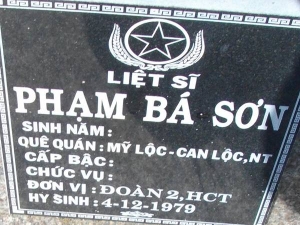 LIỆT SĨ
PHẠM BÁ SƠN
SINH NĂM :
QUÊ QUÁN : MỸ LỘC - CAN LỘC, NT
CẤP BẬC :
CHỨC VỤ :
ĐƠN VỊ : ĐOÀN 2, HCT
HY SINH : 4-12-1979